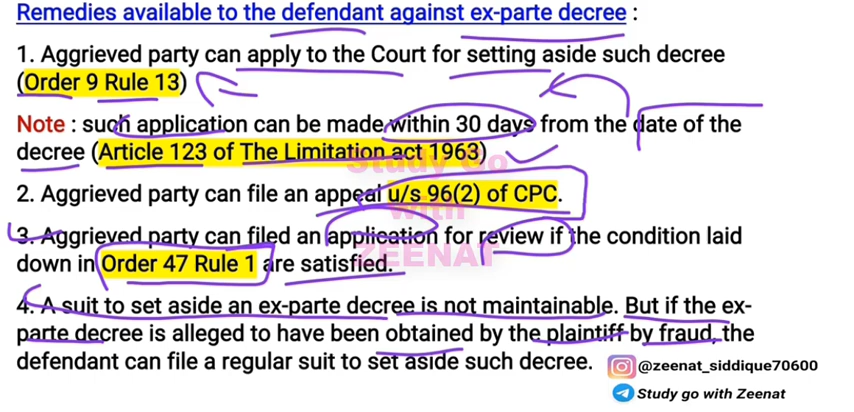 Remedies available to the defendant against ex-parte decree :
1. Aggrieved party can apply to the Court for setting aside such decree
(Order 9 Rule 13)
Note : such application can be made within 30 days from the date of the
decree (Article 123 of The Limitation act 1963)
Study Go
2. Aggrieved party can file an appeal u/s 96(2) of CPC.
with
3. Aggrieved party can filed an application for review if the condition laid
ZEENAT
down in Order 47 Rule 1 are satisfied.
4. A suit to set aside an ex-parte decree is not maintainable. But if the ex-
parte decree is alleged to have been obtained by the plaintiff by fraud, the
defendant can file a regular suit to set aside such decree.
@zeenat_siddique70600
Study go with Zeenat